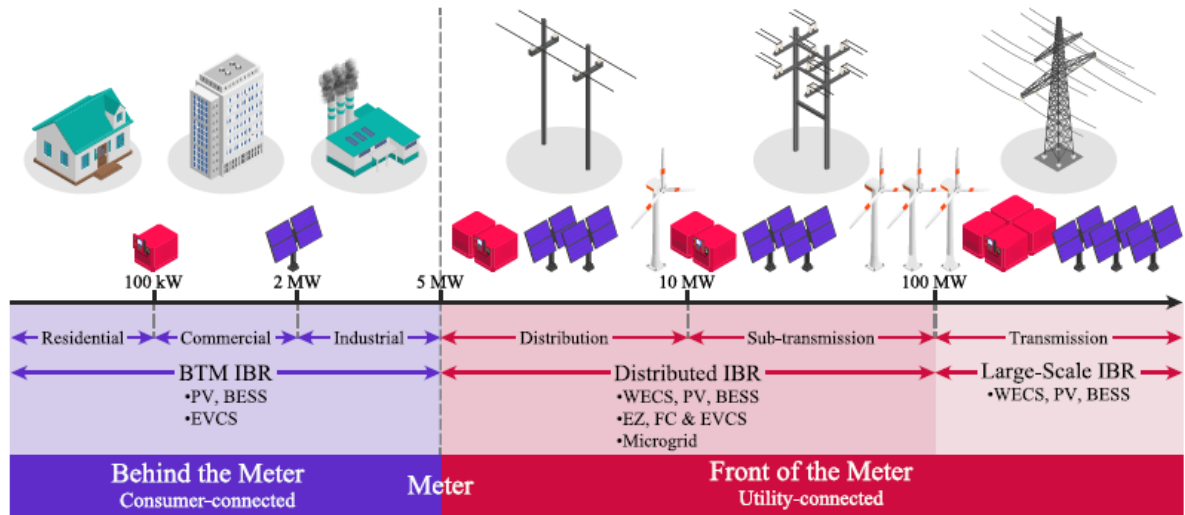 100 kW
2 MW
5 MW
10 MW
100 MW
Residential
Commercial
Industrial
Distribution
Sub-transmission
Transmission
BTM IBR
•PV, BESS
•EVCS
Distributed IBR
•WECS, PV, BESS
•EZ, FC & EVCS
•Microgrid
Large-Scale IBR
•WECS, PV, BESS
Behind the Meter
Consumer-connected
Meter
Front of the Meter
Utility-connected